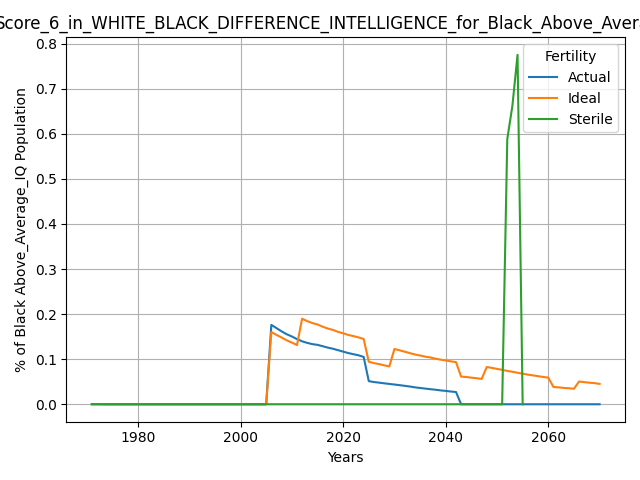 Score_6_in_WHITE_BLACK_DIFFERENCE_INTELLIGENCE_for_Black_Above_Avera
Fertility
Actual
Ideal
Sterile
% of Black Above_Average_IQ Population
0.8
0.7
0.6
0.5
0.4
0.3
0.2
0.1
0.0
1980
2000
2020
2040
2060
Years